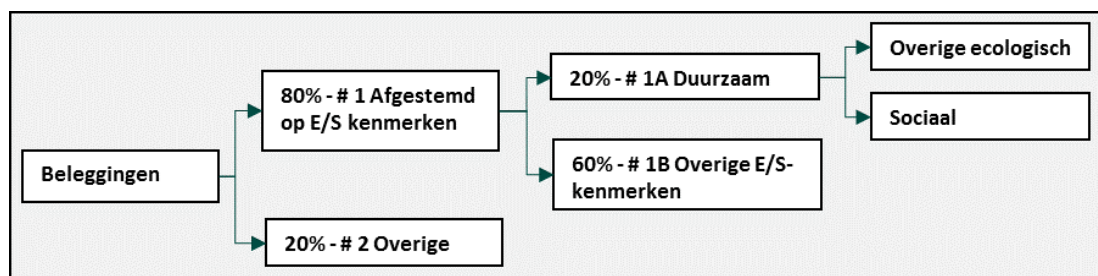 Beleggingen
80% - # 1 Afgestemd
op E/S kenmerken
20% - # 2 Overige
20% - # 1A Duurzaam
60% - # 1B Overige E/S-
kenmerken
Overige ecologisch
Sociaal